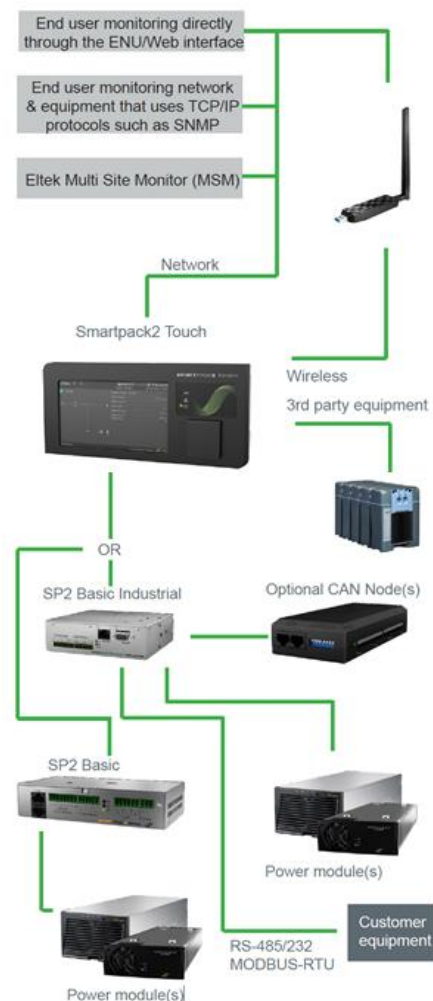 End user monitoring directly
through the ENU/Web interface
End user monitoring network
& equipment that uses TCP/IP
protocols such as SNMP
Eltek Multi Site Monitor (MSM)
Network
Smartpack2 Touch
Wireless
3rd party equipment
OR
SP2 Basic Industrial
Optional CAN Node(s)
SP2 Basic
Power module(s)
RS-485/232
MODBUS-RTU
Customer
equipment
Power module(s)